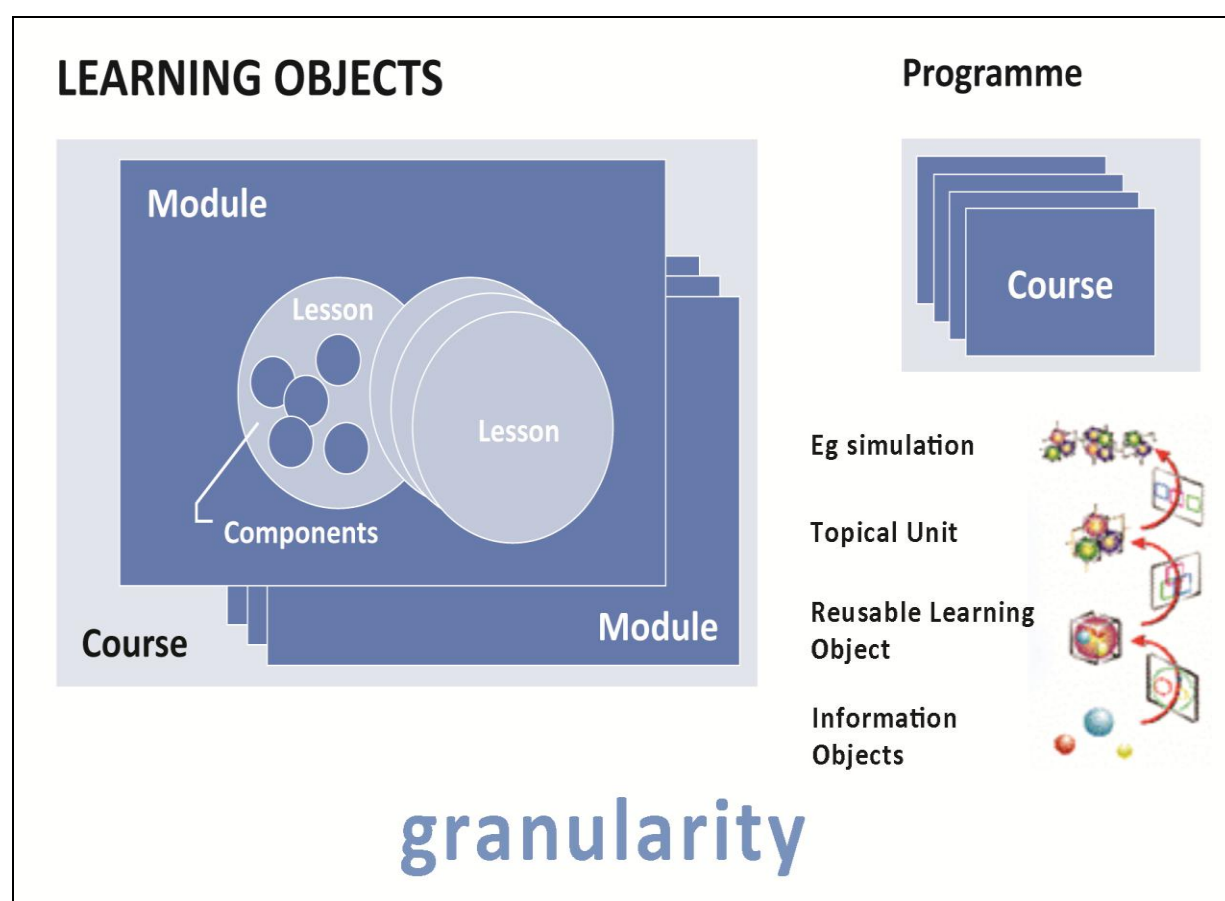 LEARNING OBJECTS
Module
Lesson
Lesson
Components
Course
Module
Programme
Course
Eg simulation
Topical Unit
Reusable Learning
Object
Information
Objects
granularity